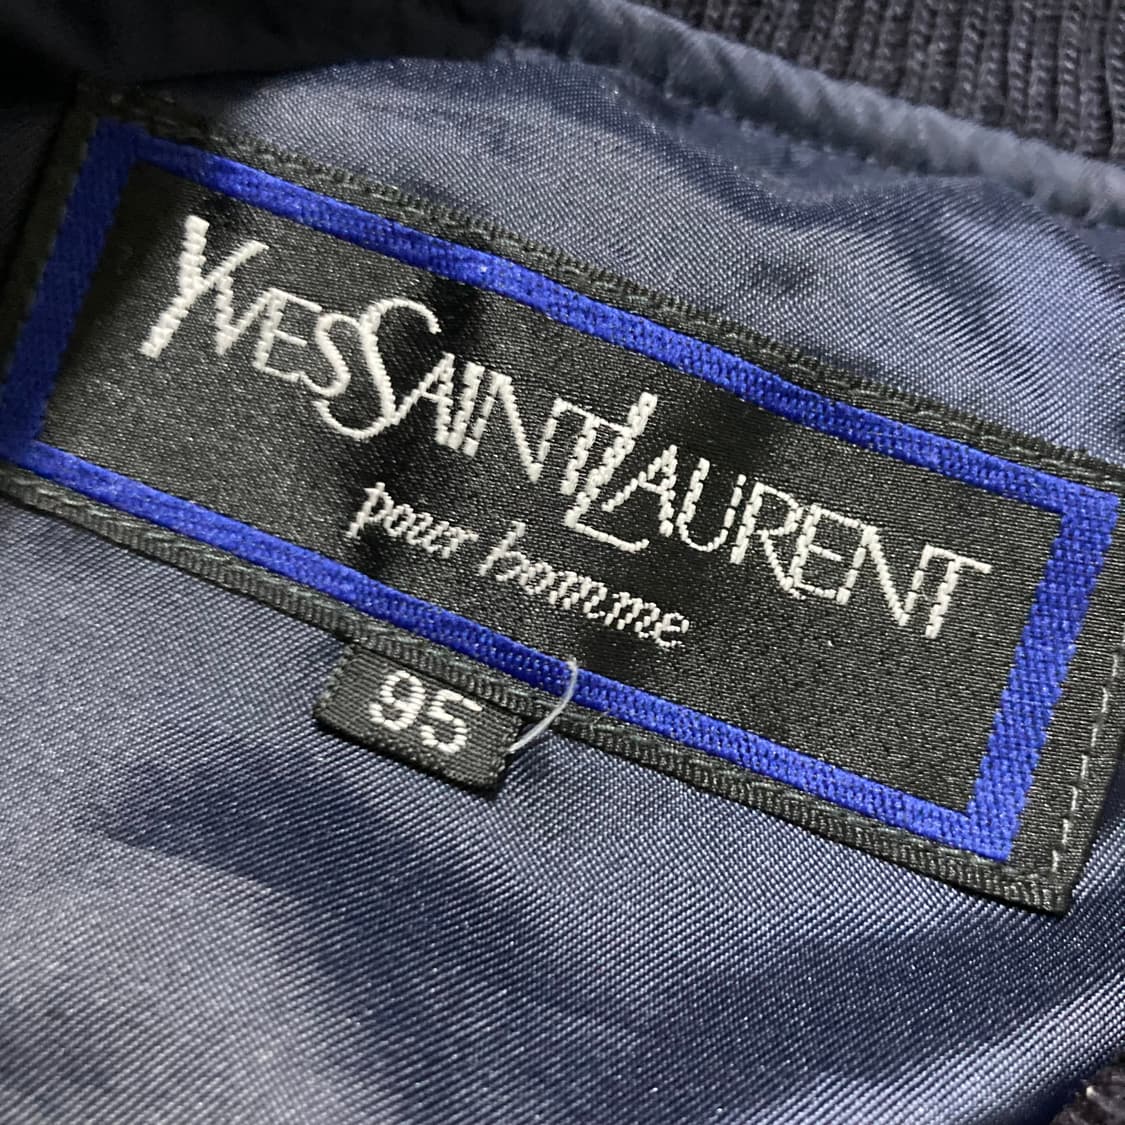 YVES SAINT LAURENT
pour homme
95